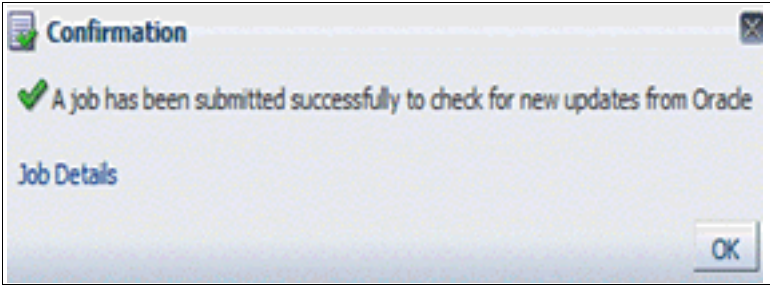 Confirmation
A job has been submitted successfully to check for new updates from Oracle
Job Details
OK